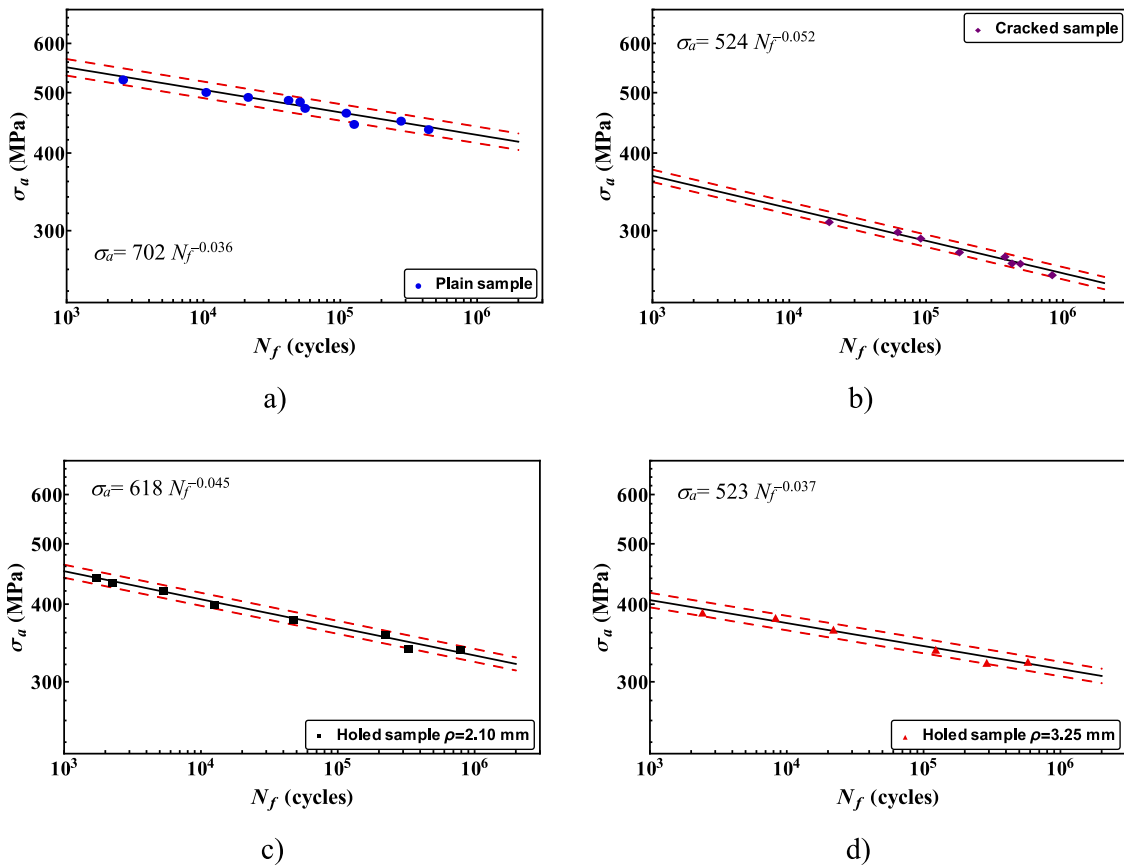 600
500
400
300
σa (MPa)
σa= 702 Nf^−0.036
Plain sample
10^3 10^4 10^5 10^6
Nf (cycles)
a)
600
500
400
300
σa (MPa)
σa= 524 Nf^−0.052
Cracked sample
10^3 10^4 10^5 10^6
Nf (cycles)
b)
600
500
400
300
σa (MPa)
σa= 618 Nf^−0.045
Holed sample ρ=2.10 mm
10^3 10^4 10^5 10^6
Nf (cycles)
c)
600
500
400
300
σa (MPa)
σa= 523 Nf^−0.037
Holed sample ρ=3.25 mm
10^3 10^4 10^5 10^6
Nf (cycles)
d)